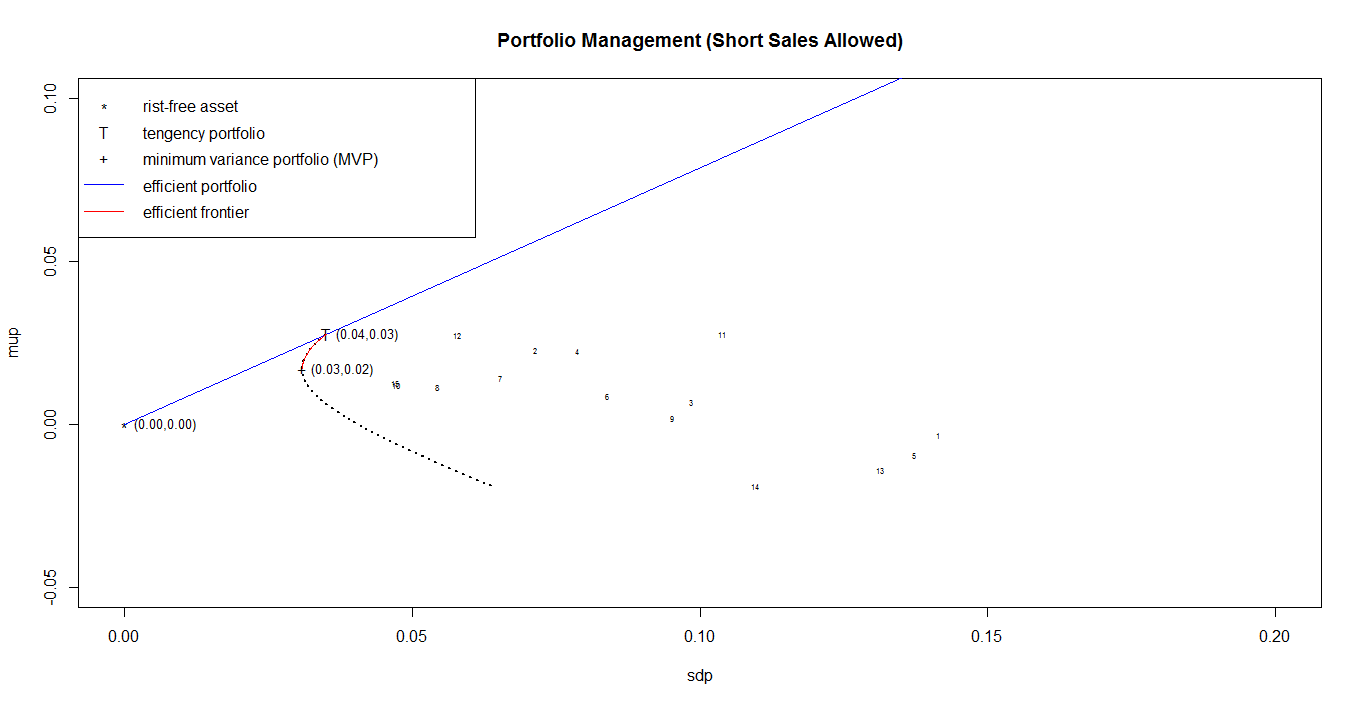 Portfolio Management (Short Sales Allowed)
* rist-free asset
T tengency portfolio
+ minimum variance portfolio (MVP)
efficient portfolio
efficient frontier
mup
0.10
0.05
0.00
-0.05
T (0.04,0.03)
+ (0.03,0.02)
* (0.00,0.00)
12
11
2
4
7
8
6
3
9
1
5
13
14
0.00 0.05 0.10 0.15 0.20
sdp